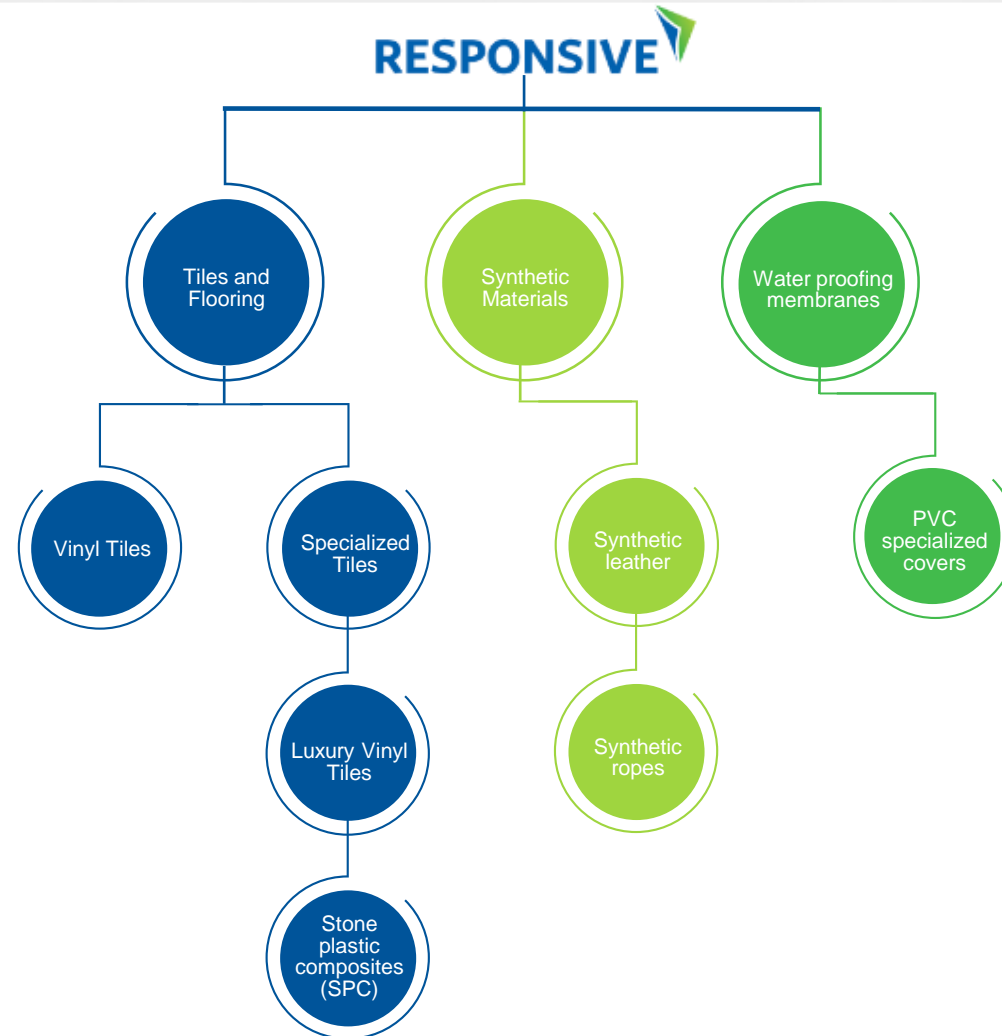 RESPONSIVE
Tiles and
Flooring
Synthetic
Materials
Water proofing
membranes
Vinyl Tiles
Specialized
Tiles
Synthetic
leather
PVC
specialized
covers
Luxury Vinyl
Tiles
Synthetic
ropes
Stone
plastic
composites
(SPC)